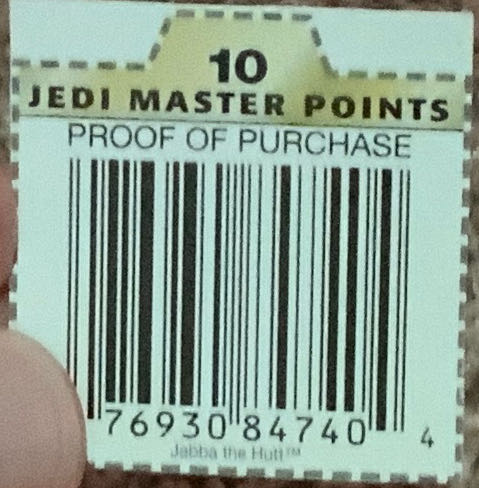 10
JEDI MASTER POINTS
PROOF OF PURCHASE
76930 84740 4
Jabba the Hutt™